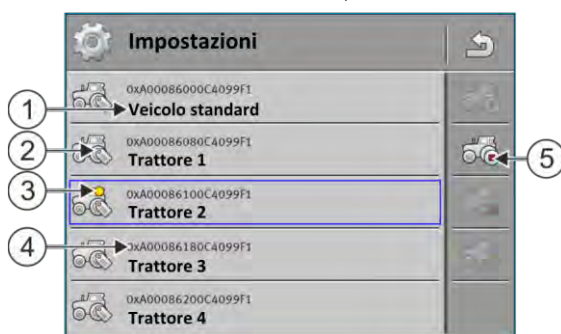 Impostazioni
0xA00086000C4099F1
Veicolo standard
0xA00086080C4099F1
Trattore 1
0xA00086100C4099F1
Trattore 2
0xA00086180C4099F1
Trattore 3
0xA00086200C4099F1
Trattore 4
1
2
3
4
5